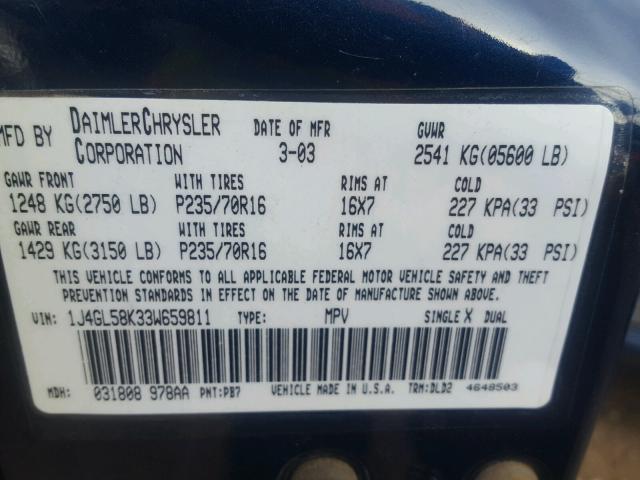 MFD BY DAIMLERCHRYSLER CORPORATION DATE OF MFR 3-03 GVWR 2541 KG(05600 LB)
GAWR FRONT WITH TIRES RIMS AT COLD
1248 KG(2750 LB) P235/70R16 16X7 227 KPA(33 PSI)
GAWR REAR WITH TIRES RIMS AT COLD
1429 KG(3150 LB) P235/70R16 16X7 227 KPA(33 PSI)
THIS VEHICLE CONFORMS TO ALL APPLICABLE FEDERAL MOTOR VEHICLE SAFETY AND THEFT
PREVENTION STANDARDS IN EFFECT ON THE DATE OF MANUFACTURE SHOWN ABOVE.
VIN: 1J4GL58K33W659811 TYPE: MPV SINGLE X DUAL
MDH: 031808 978AA PNT:PB7 VEHICLE MADE IN U.S.A. TRM:DLD2 4648503